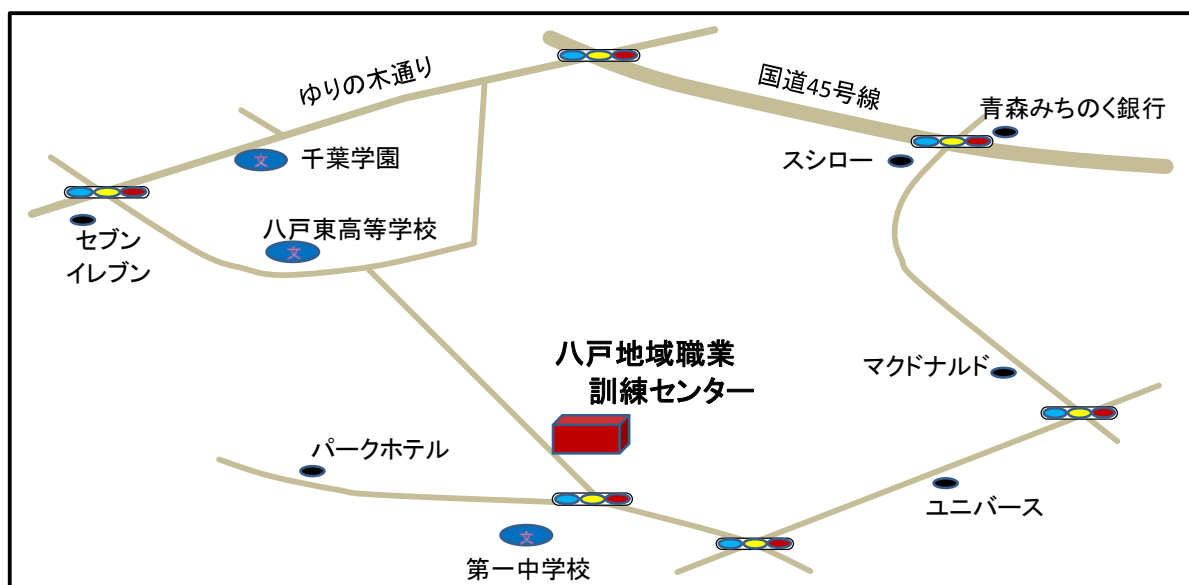 ゆりの木通り
国道45号線
青森みちのく銀行
スシロー
文
千葉学園
文
八戸東高等学校
セブン
イレブン
八戸地域職業
訓練センター
マクドナルド
パークホテル
ユニバース
文
第一中学校